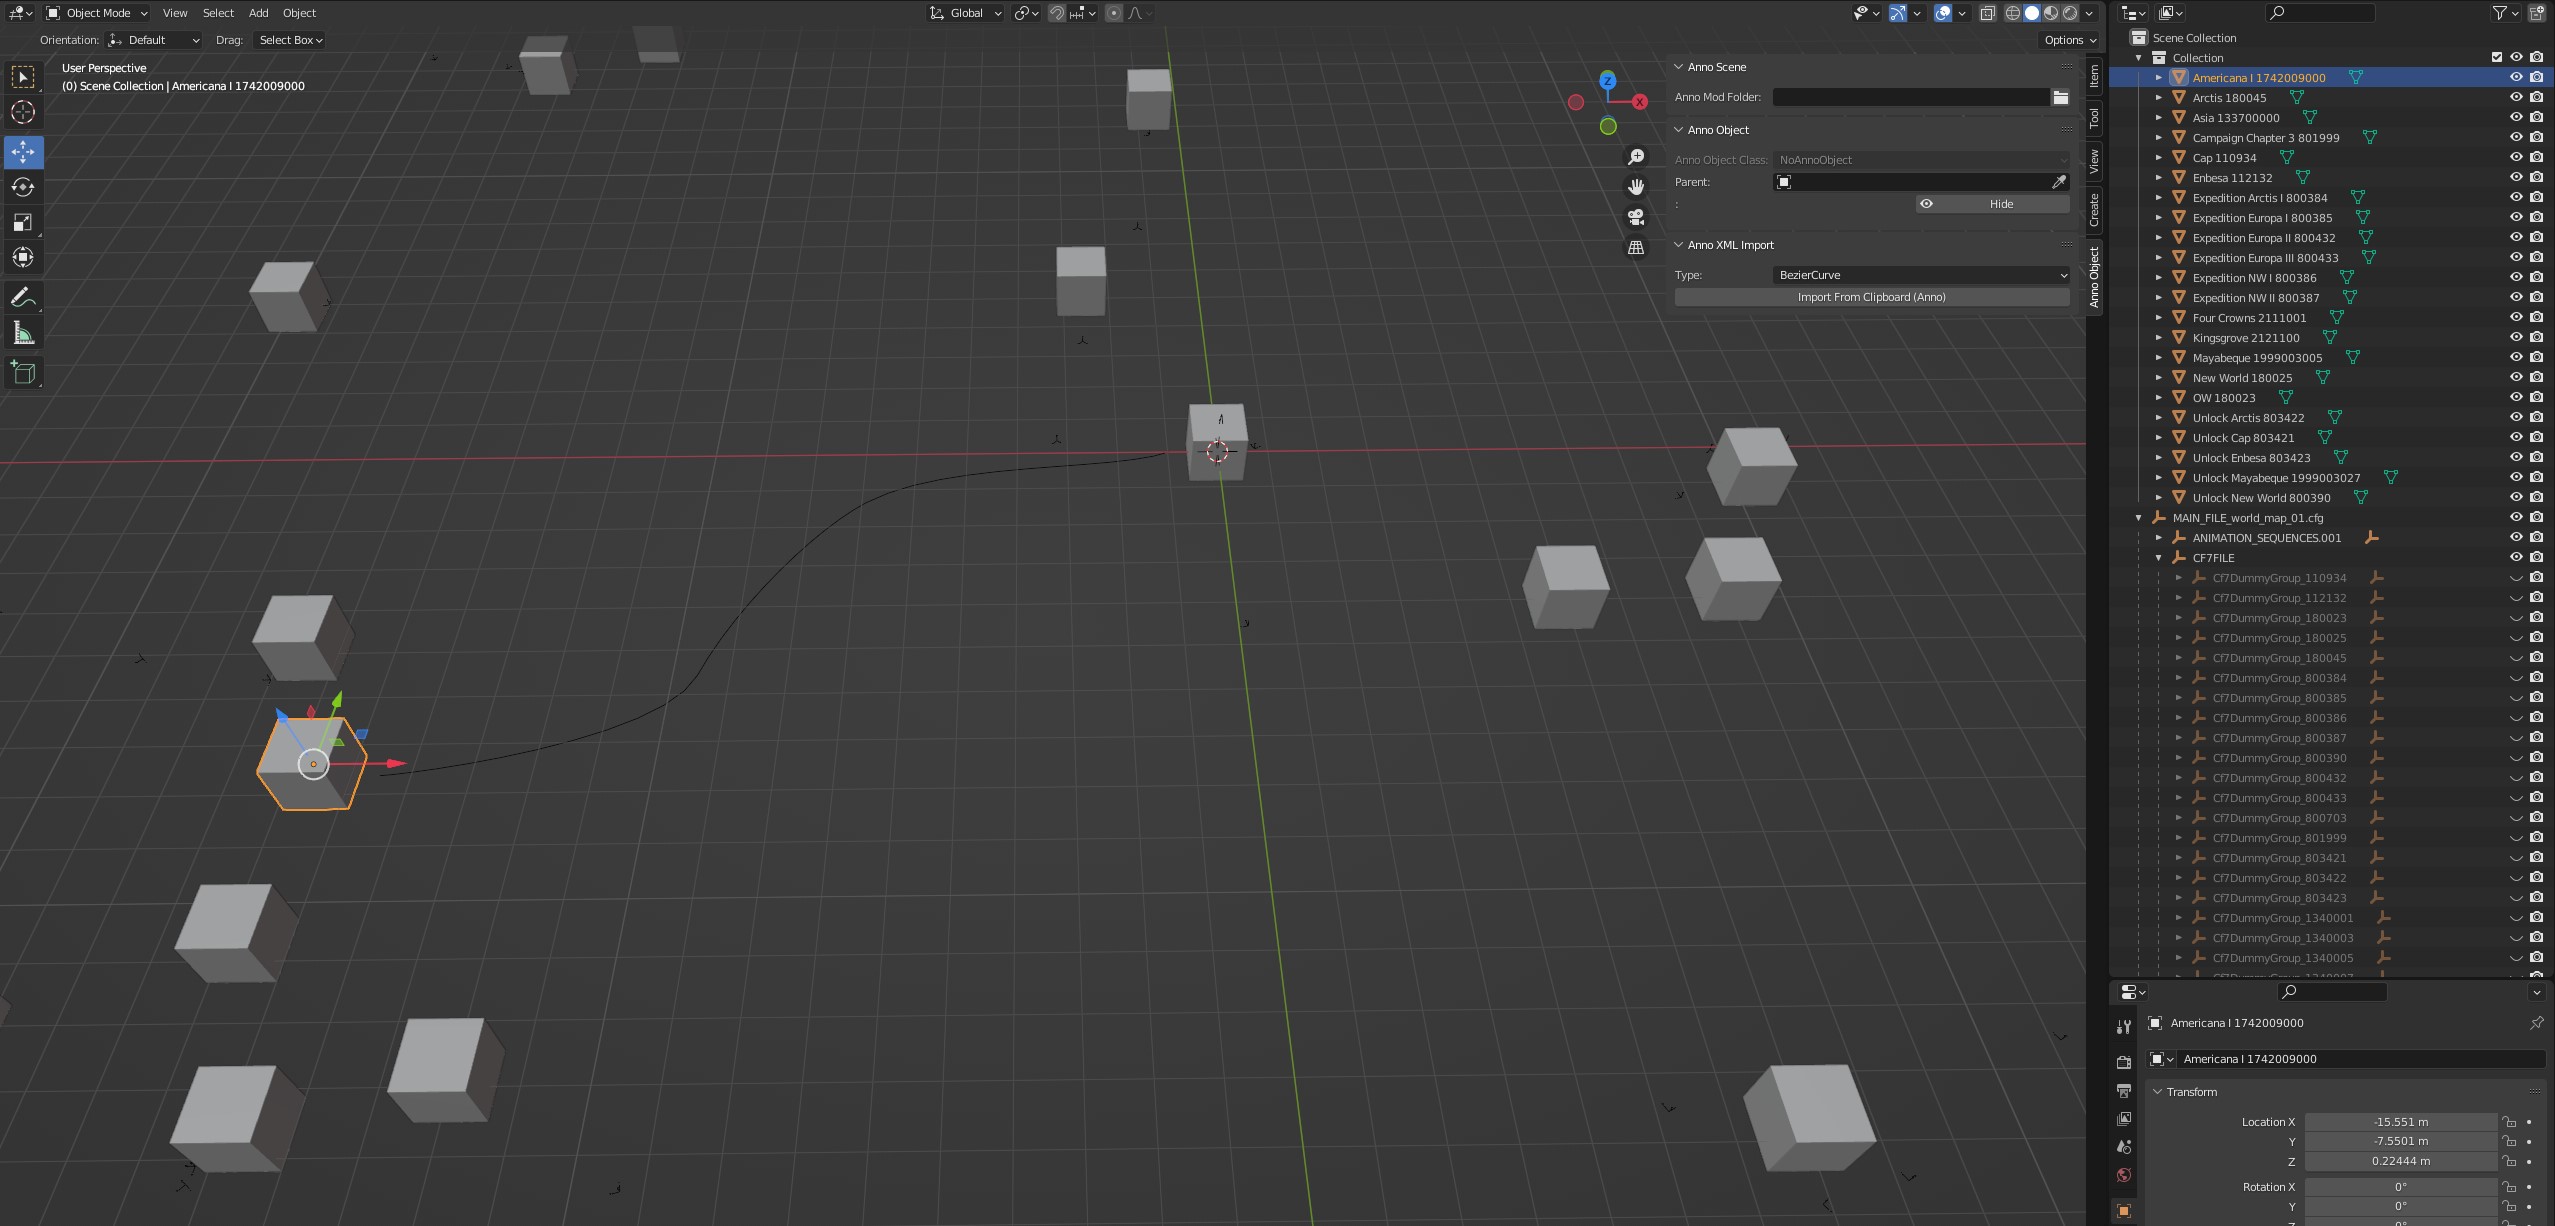 Object Mode View Select Add Object Global
Orientation: Default Drag: Select Box Options
User Perspective
(0) Scene Collection | Americana I 1742009000
Z
X
Anno Scene
Anno Mod Folder:
Anno Object
Anno Object Class: NoAnnoObject
Parent:
: Hide
Anno XML Import
Type: BezierCurve
Import From Clipboard (Anno)
Item
Tool
View
Create
Anno Object
Scene Collection
Collection
Americana I 1742009000
Arctis 180045
Asia 133700000
Campaign Chapter 3 801999
Cap 110934
Enbesa 112132
Expedition Arctis I 800384
Expedition Europa I 800385
Expedition Europa II 800432
Expedition Europa III 800433
Expedition NW I 800386
Expedition NW II 800387
Four Crowns 2111001
Kingsgrove 2121100
Mayabeque 1999003005
New World 180025
OW 180023
Unlock Arctis 803422
Unlock Cap 803421
Unlock Enbesa 803423
Unlock Mayabeque 1999003027
Unlock New World 800390
MAIN_FILE_world_map_01.cfg
ANIMATION_SEQUENCES.001
CF7FILE
Cf7DummyGroup_110934
Cf7DummyGroup_112132
Cf7DummyGroup_180023
Cf7DummyGroup_180025
Cf7DummyGroup_180045
Cf7DummyGroup_800384
Cf7DummyGroup_800385
Cf7DummyGroup_800386
Cf7DummyGroup_800387
Cf7DummyGroup_800390
Cf7DummyGroup_800432
Cf7DummyGroup_800433
Cf7DummyGroup_800703
Cf7DummyGroup_801999
Cf7DummyGroup_803421
Cf7DummyGroup_803422
Cf7DummyGroup_803423
Cf7DummyGroup_1340001
Cf7DummyGroup_1340003
Cf7DummyGroup_1340005
Americana I 1742009000
Americana I 1742009000
Transform
Location X -15.551 m
Y -7.5501 m
Z 0.22444 m
Rotation X 0°
Y 0°